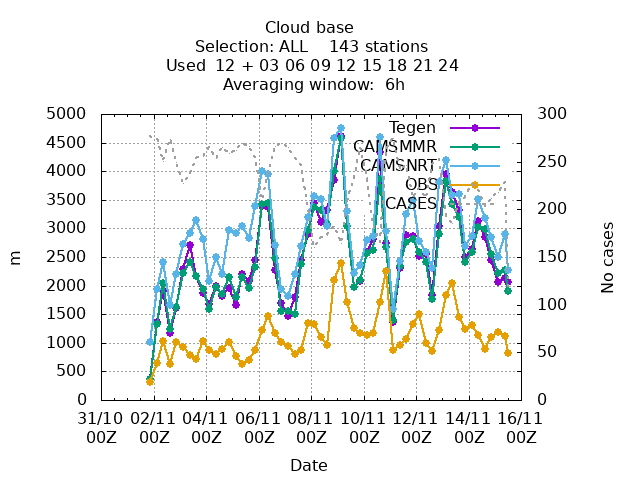 Cloud base
Selection: ALL    143 stations
Used  12 + 03 06 09 12 15 18 21 24
Averaging window:  6h
5000
4500
4000
3500
3000
2500
2000
1500
1000
500
0
m
300
250
200
150
100
50
0
No cases
Tegen
CAMSMMR
CAMSNRT
OBS
CASES
31/10 02/11 04/11 06/11 08/11 10/11 12/11 14/11 16/11
00Z 00Z 00Z 00Z 00Z 00Z 00Z 00Z 00Z
Date